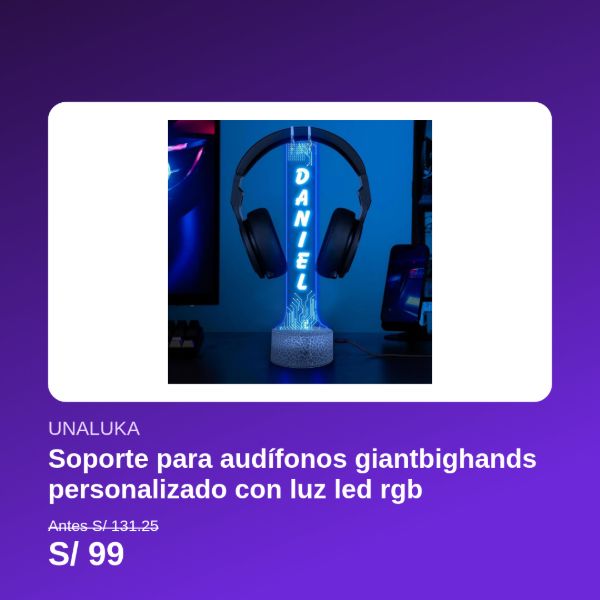 DANIEL
UNALUKA
Soporte para audífonos giantbighands
personalizado con luz led rgb
Antes S/ 131.25
S/ 99